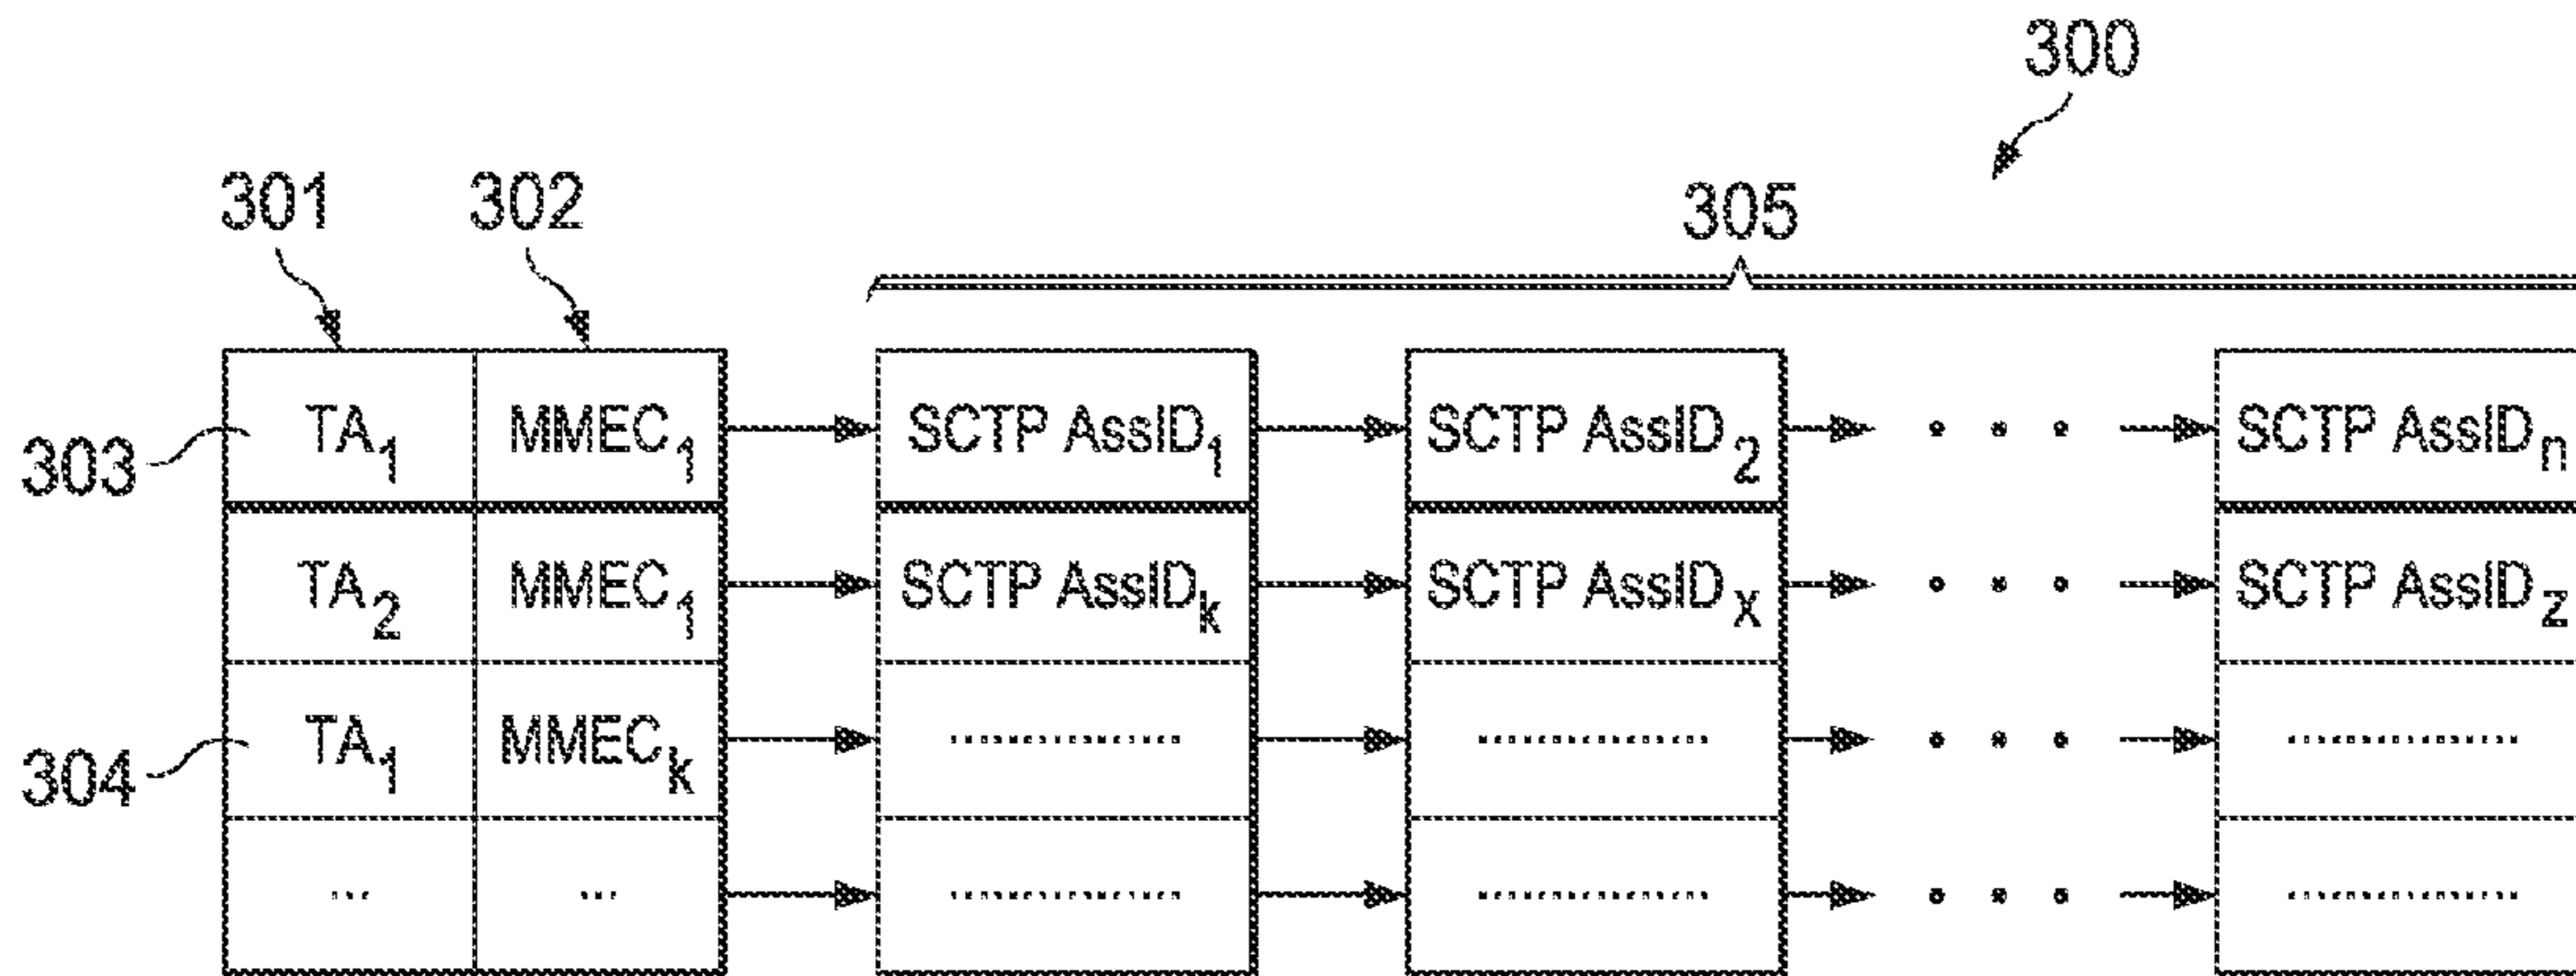 300
305
301 302
303 TA₁ MMEC₁ SCTP AssID₁ SCTP AssID₂ . . . SCTP AssIDₙ
TA₂ MMEC₁ SCTP AssIDₖ SCTP AssIDₓ . . . SCTP AssID_z
304 TA₁ MMECₖ ............... ............... . . . ...............
... ... ............... ............... . . . ...............